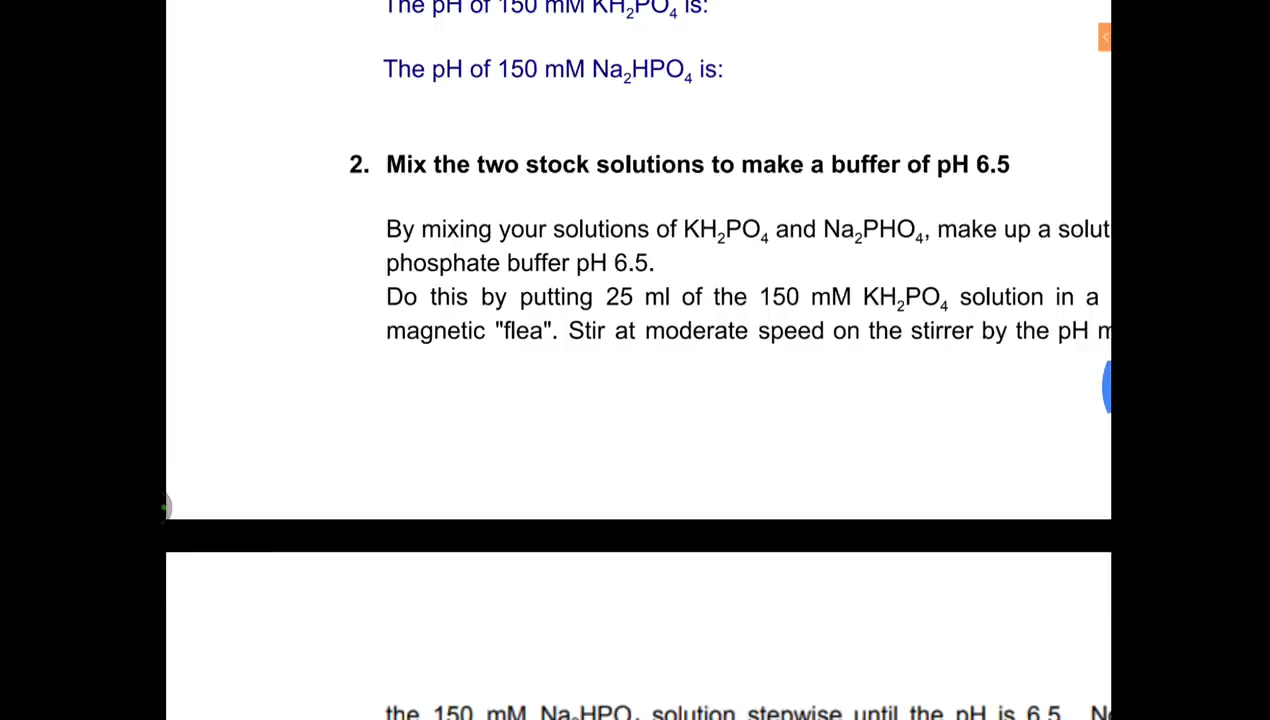 The pH of 150 mM KH₂PO₄ is:
The pH of 150 mM Na₂HPO₄ is:
2. Mix the two stock solutions to make a buffer of pH 6.5
By mixing your solutions of KH₂PO₄ and Na₂PHO₄, make up a solut
phosphate buffer pH 6.5.
Do this by putting 25 ml of the 150 mM KH₂PO₄ solution in a
magnetic "flea". Stir at moderate speed on the stirrer by the pH
the 150 mM Na₂HPO₄ solution stepwise until the pH is 6.5.